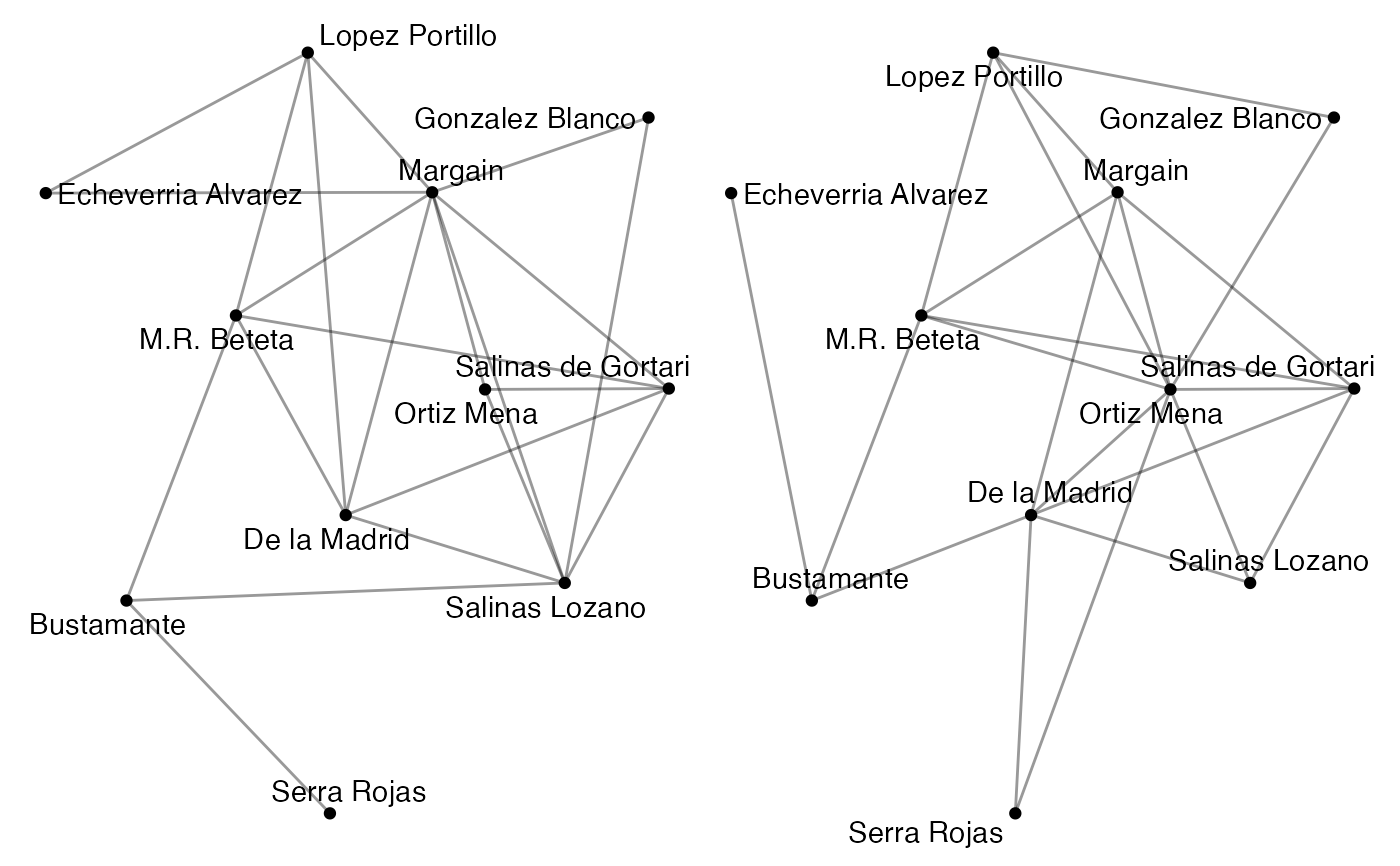 Lopez Portillo
Gonzalez Blanco
Margain
Echeverria Alvarez
M.R. Beteta
Salinas de Gortari
Ortiz Mena
De la Madrid
Salinas Lozano
Bustamante
Serra Rojas
Lopez Portillo
Gonzalez Blanco
Margain
Echeverria Alvarez
M.R. Beteta
Salinas de Gortari
Ortiz Mena
De la Madrid
Salinas Lozano
Bustamante
Serra Rojas